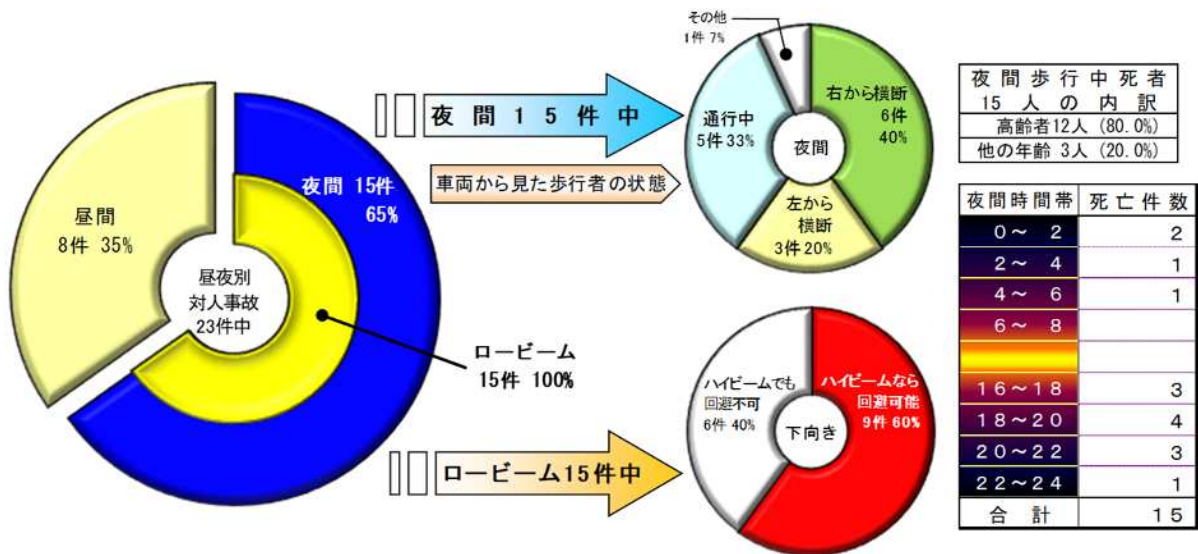 昼間
8件 35%
夜間 15件
65%
昼夜別
対人事故
23件中
ロービーム
15件 100%
夜間15件中
車両から見た歩行者の状態
ロービーム15件中
その他
1件 7%
右から横断
6件
40%
通行中
5件 33%
夜間
左から
横断
3件 20%
ハイビームでも
回避不可
6件 40%
ハイビームなら
回避可能
9件 60%
下向き
夜間歩行中死者
15人の内訳
高齢者12人 (80.0%)
他の年齢 3人 (20.0%)
夜間時間帯 死亡件数
0~ 2 2
2~ 4 1
4~ 6 1
6~ 8
16~18 3
18~20 4
20~22 3
22~24 1
合計 15